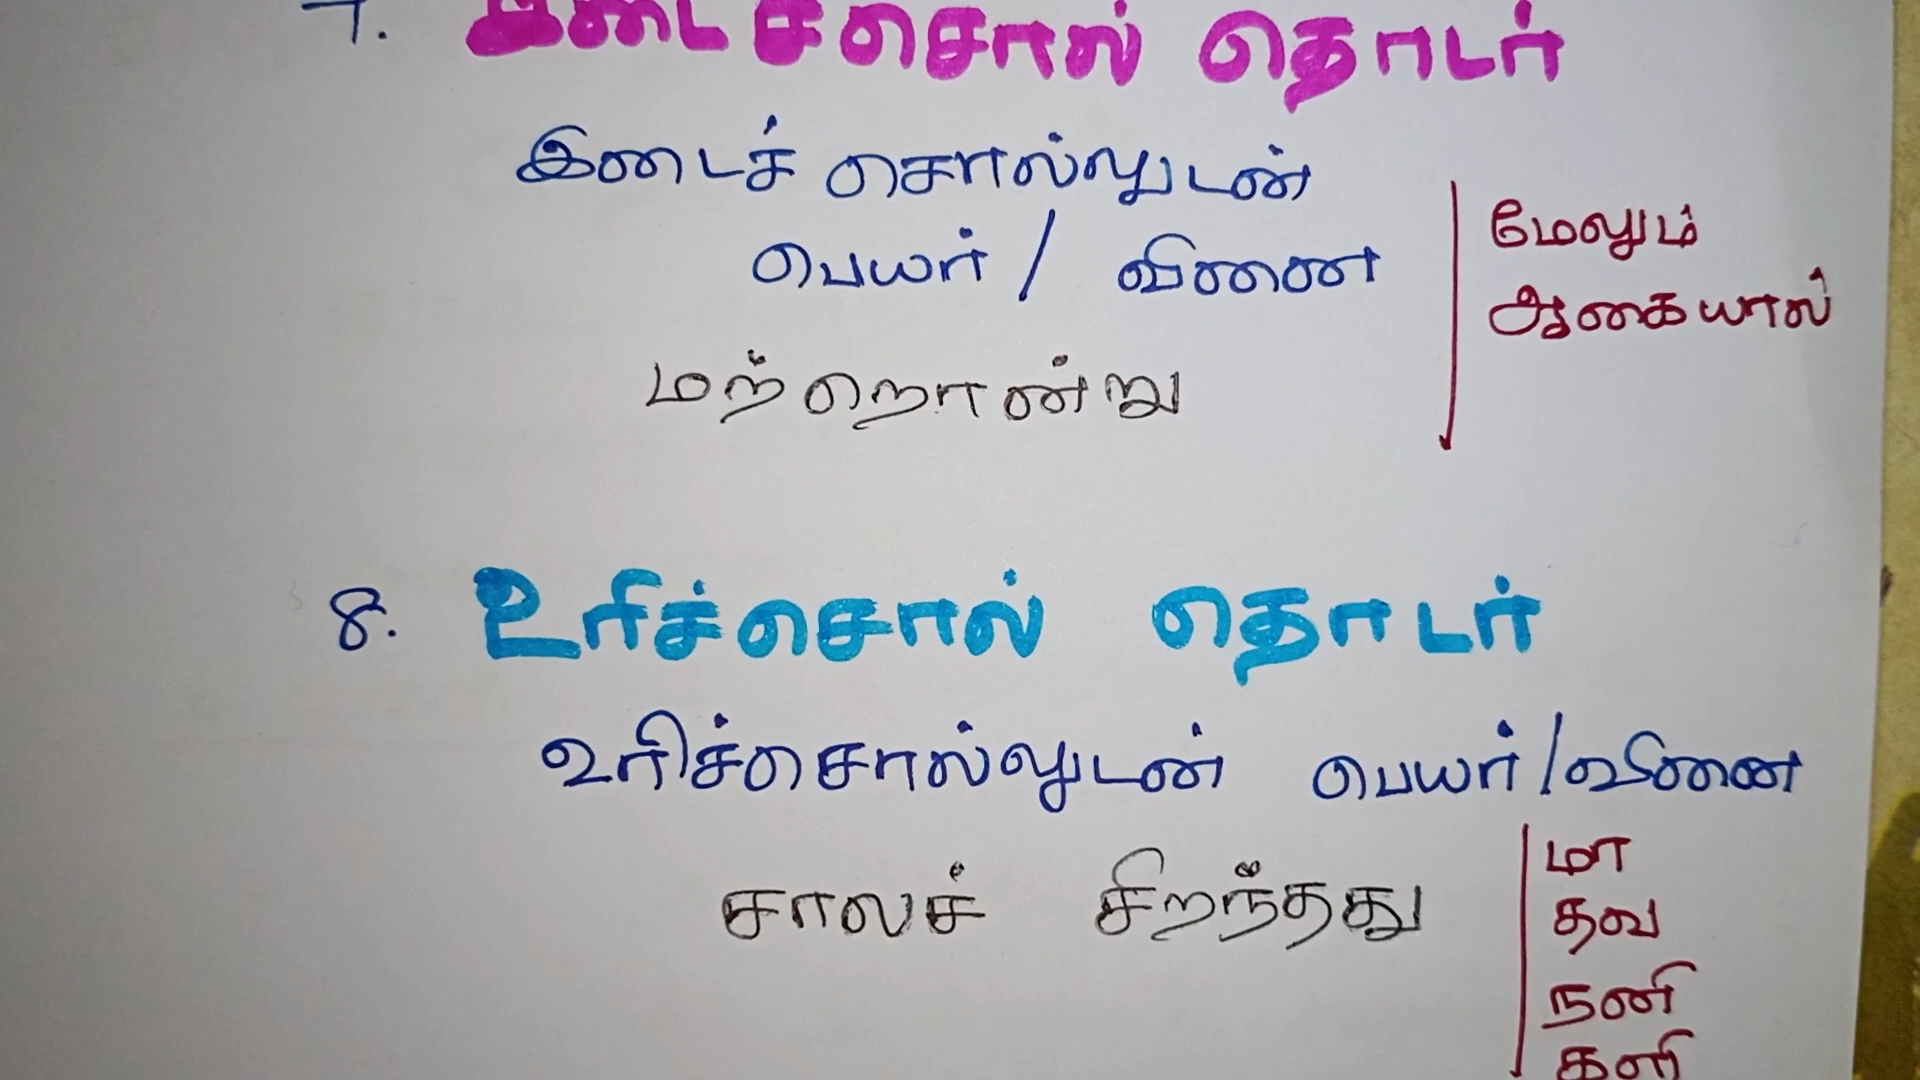 7. இடைச்சொல் தொடர்
இடைச் சொல்லுடன்
பெயர் / வினை
மற்றொன்று
மேலும்
ஆகையால்
8. உரிச்சொல் தொடர்
உரிச்சொல்லுடன் பெயர் / வினை
சாலச் சிறந்தது
மா
தவ
நனி